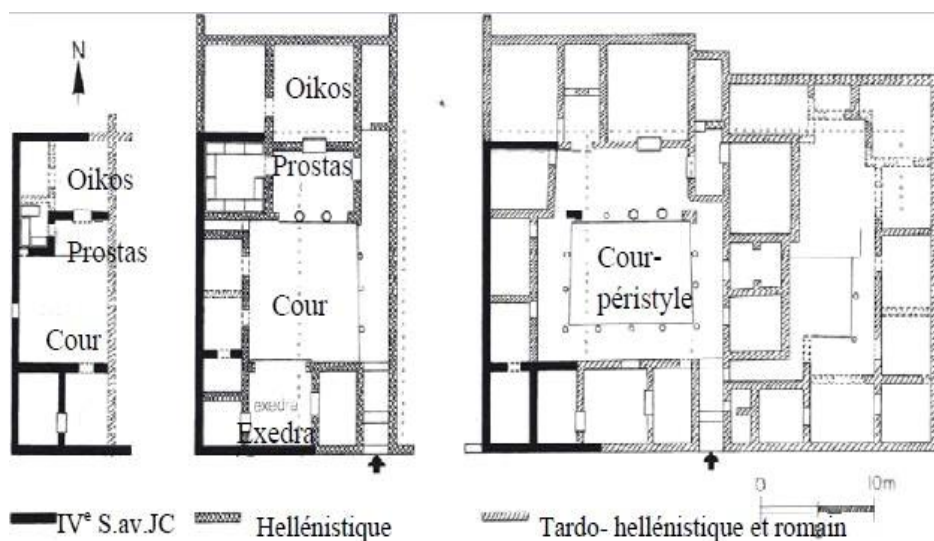 N
Oikos
Prostas
Cour
Oikos
Prostas
Cour
exedra
Exedra
Cour-
péristyle
0 10m
IVᵉ S.av.JC
Hellénistique
Tardo- hellénistique et romain